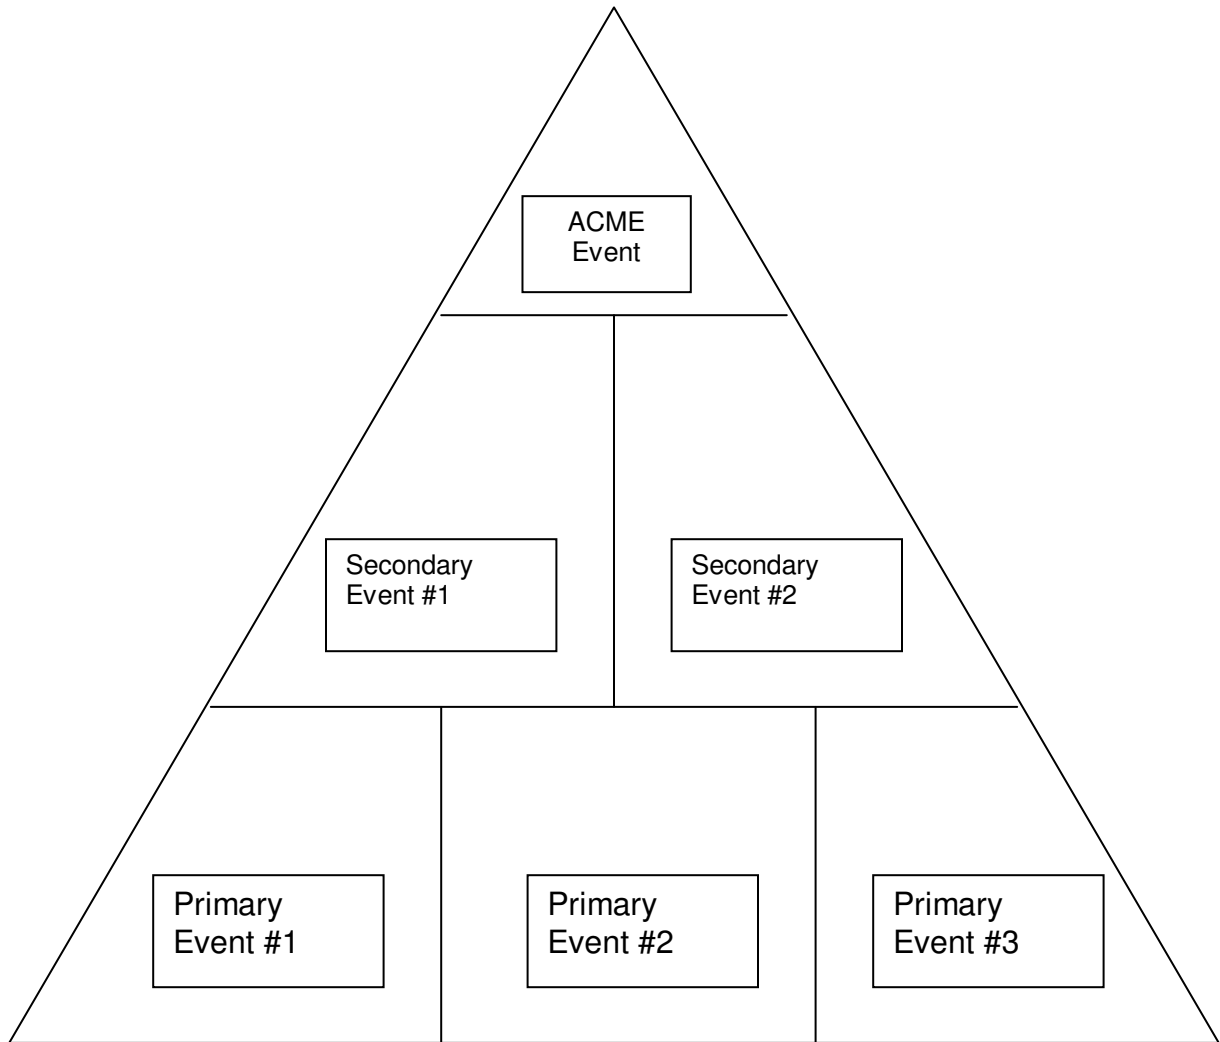 ACME
Event
Secondary
Event #1
Secondary
Event #2
Primary
Event #1
Primary
Event #2
Primary
Event #3